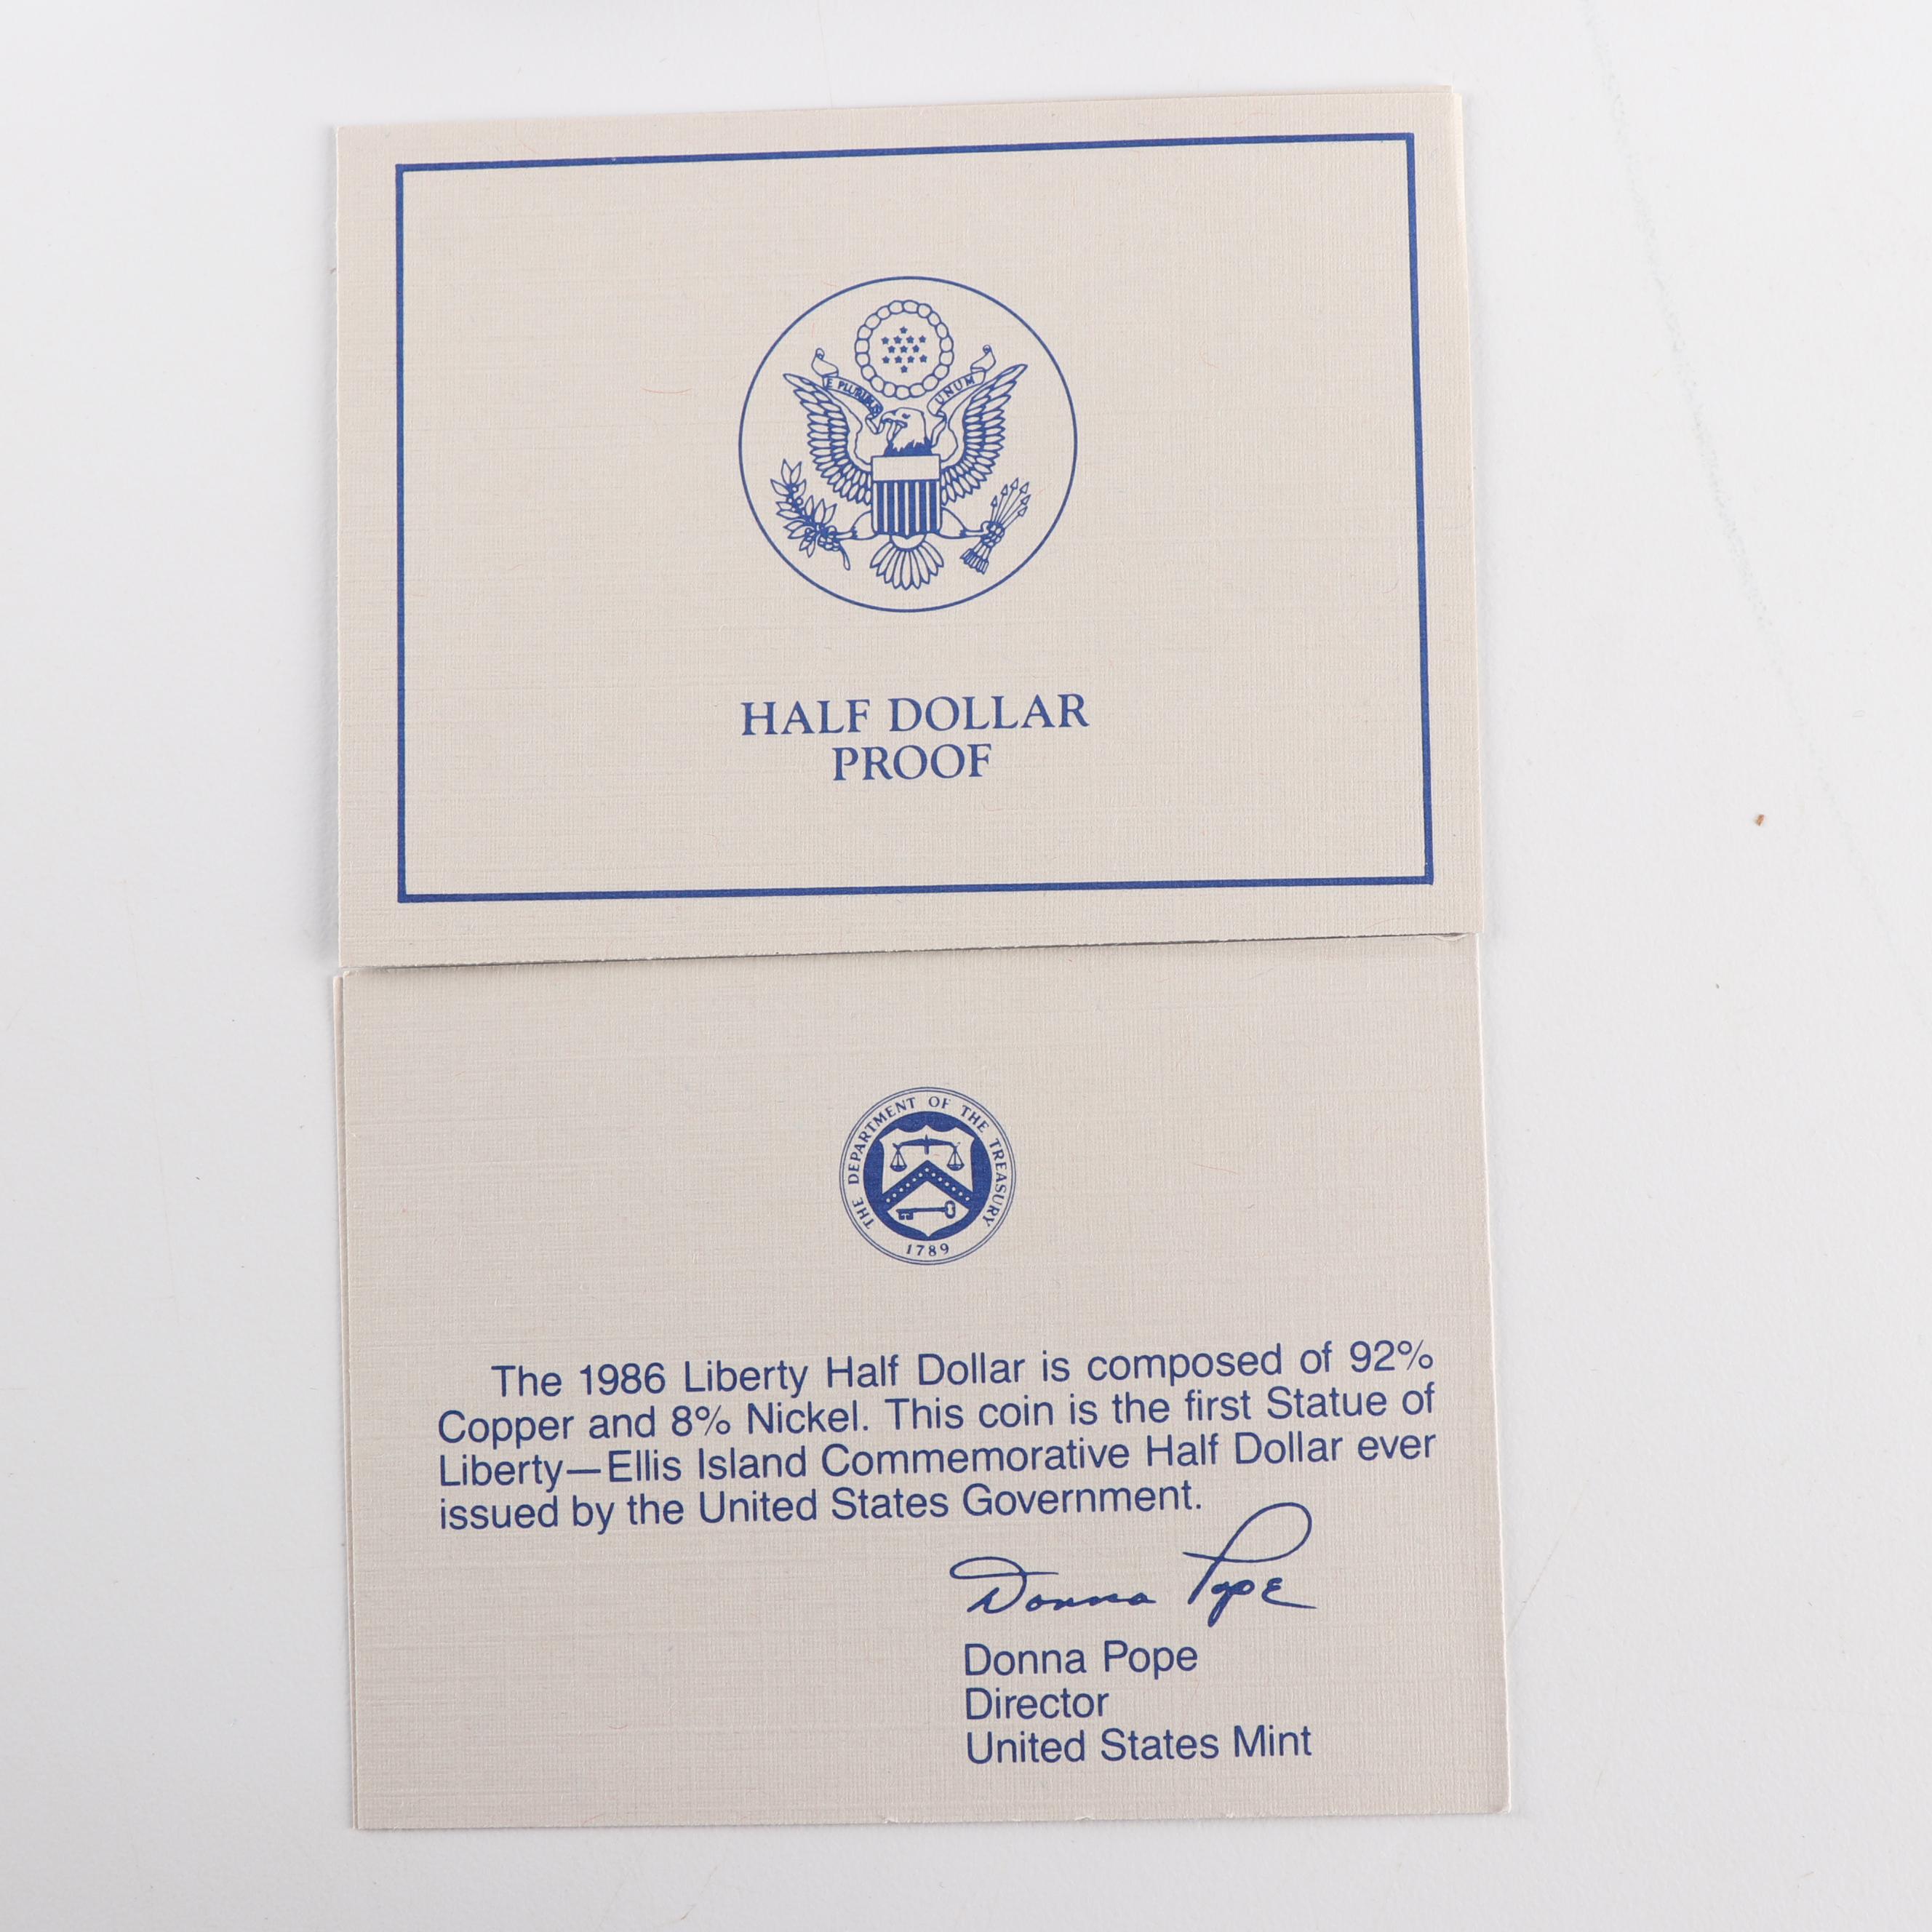 E PLURIBUS UNUM
HALF DOLLAR
PROOF
THE DEPARTMENT OF THE TREASURY
1789
The 1986 Liberty Half Dollar is composed of 92%
Copper and 8% Nickel. This coin is the first Statue of
Liberty—Ellis Island Commemorative Half Dollar ever
issued by the United States Government.
Donna Pope
Donna Pope
Director
United States Mint